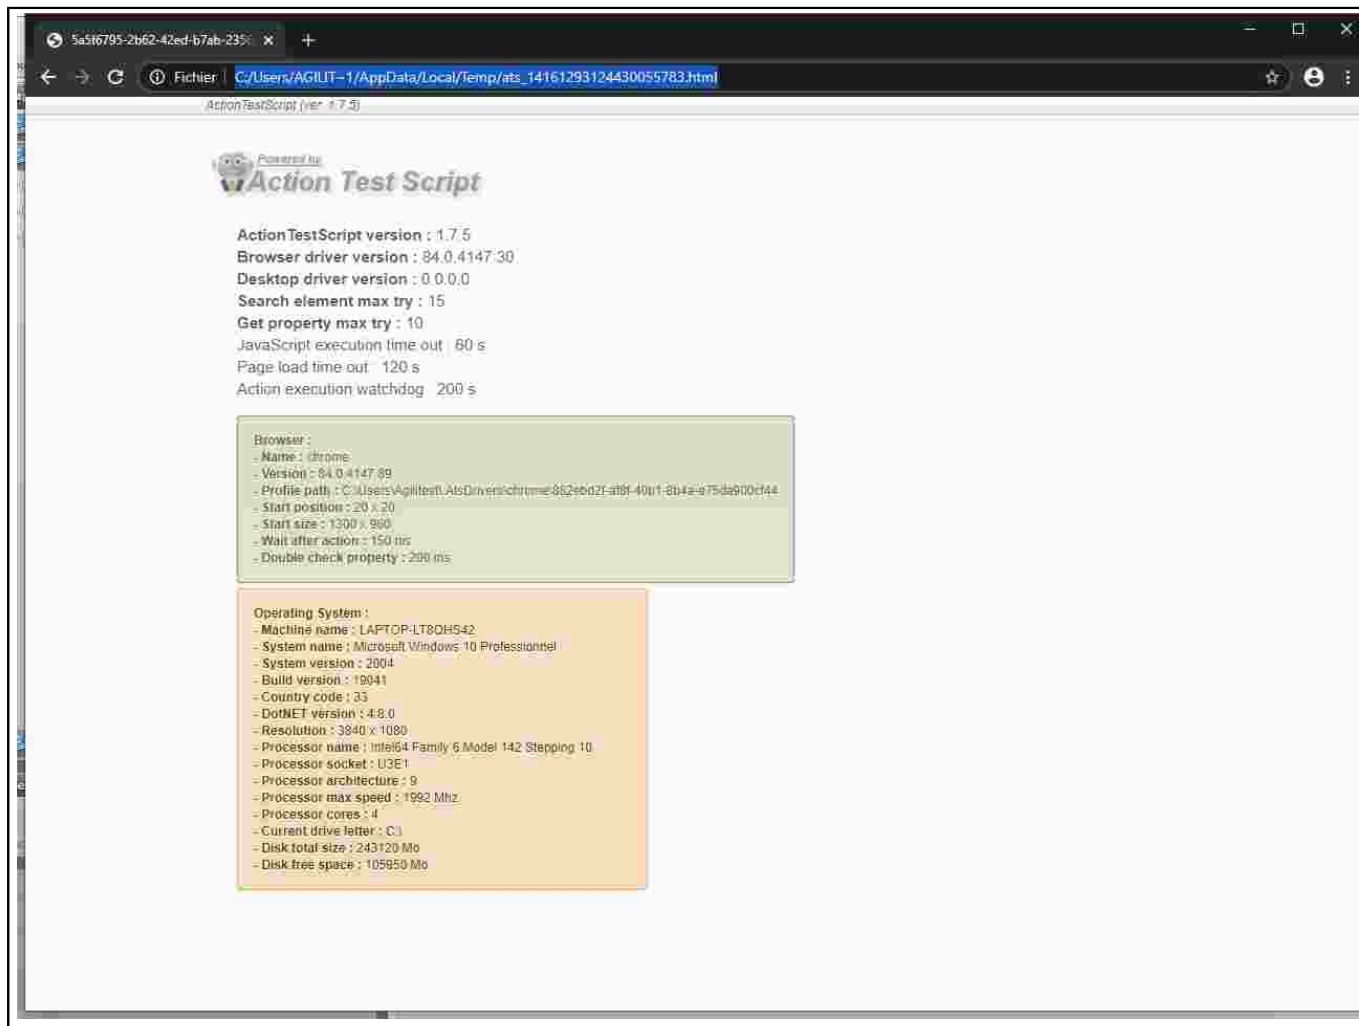 5a5f6795-2b62-42ed-b7ab-235
Fichier C:/Users/AGILIT~1/AppData/Local/Temp/ats_14161293124430055783.html
ActionTestScript (ver. 1.7.5)
Powered by
Action Test Script
ActionTestScript version : 1.7.5
Browser driver version : 84.0.4147.30
Desktop driver version : 0.0.0.0
Search element max try : 15
Get property max try : 10
JavaScript execution time out : 60 s
Page load time out : 120 s
Action execution watchdog : 200 s
Browser :
- Name : chrome
- Version : 84.0.4147.89
- Profile path :
- Start position : 20 x 20
- Start size : 1300 x 960
- Wait after action : 150 ms
- Double check property : 200 ms
Operating System :
- Machine name :
- System name : Microsoft Windows 10 Professionnel
- System version : 2004
- Build version : 19041
- Country code : 33
- DotNET version : 4.8.0
- Resolution : 3840 x 1080
- Processor name : Intel64 Family 6 Model 142 Stepping 10
- Processor socket : U3E1
- Processor architecture : 9
- Processor max speed : 1992 Mhz
- Processor cores : 4
- Current drive letter : C:\
- Disk total size : 243120 Mo
- Disk free space : 105950 Mo